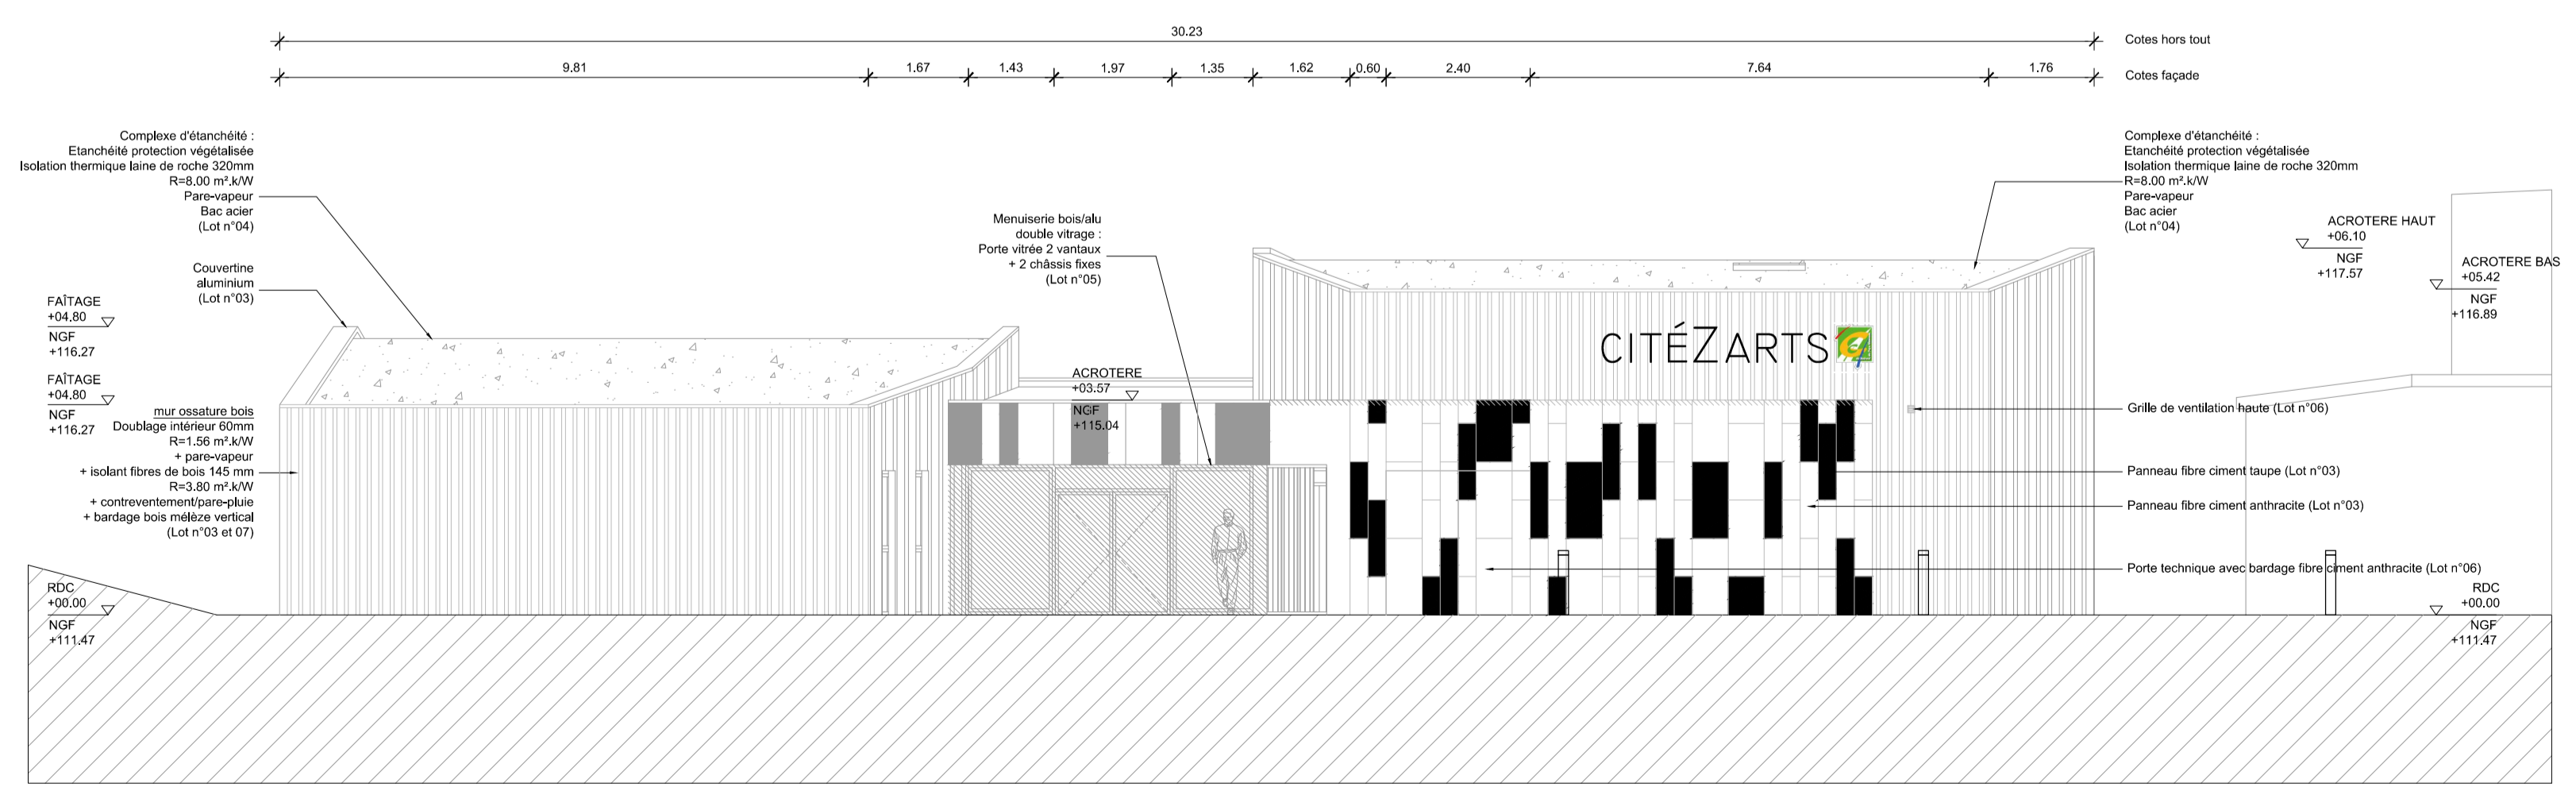 30.23
Cotes hors tout
9.81
1.67
1.43
1.97
1.35
1.62
0.60
2.40
7.64
1.76
Cotes façade
Complexe d'étanchéité :
Etanchéité protection végétalisée
Isolation thermique laine de roche 320mm
R=8.00 m².k/W
Pare-vapeur
Bac acier
(Lot n°04)
Couvertine
aluminium
(Lot n°03)
FAÎTAGE
+04.80
NGF
+116.27
FAÎTAGE
+04.80
NGF
+116.27
mur ossature bois
Doublage intérieur 60mm
R=1.56 m².k/W
+ pare-vapeur
+ isolant fibres de bois 145 mm
R=3.80 m².k/W
+ contreventement/pare-pluie
+ bardage bois mélèze vertical
(Lot n°03 et 07)
RDC
+00.00
NGF
+111.47
Menuiserie bois/alu
double vitrage :
Porte vitrée 2 vantaux
+ 2 châssis fixes
(Lot n°05)
ACROTERE
+03.57
NGF
+115.04
CITÉZARTS
Complexe d'étanchéité :
Etanchéité protection végétalisée
Isolation thermique laine de roche 320mm
R=8.00 m².k/W
Pare-vapeur
Bac acier
(Lot n°04)
ACROTERE HAUT
+06.10
NGF
+117.57
ACROTERE BAS
+05.42
NGF
+116.89
Grille de ventilation haute (Lot n°06)
Panneau fibre ciment taupe (Lot n°03)
Panneau fibre ciment anthracite (Lot n°03)
Porte technique avec bardage fibre ciment anthracite (Lot n°06)
RDC
+00.00
NGF
+111.47